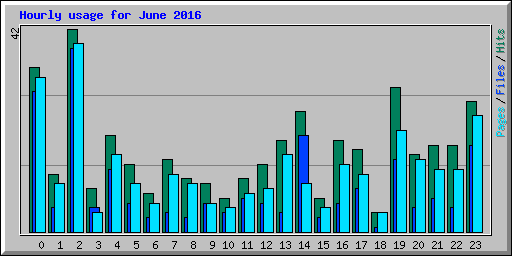 Hourly usage for June 2016
42
Pages/Files/Hits
0 1 2 3 4 5 6 7 8 9 10 11 12 13 14 15 16 17 18 19 20 21 22 23